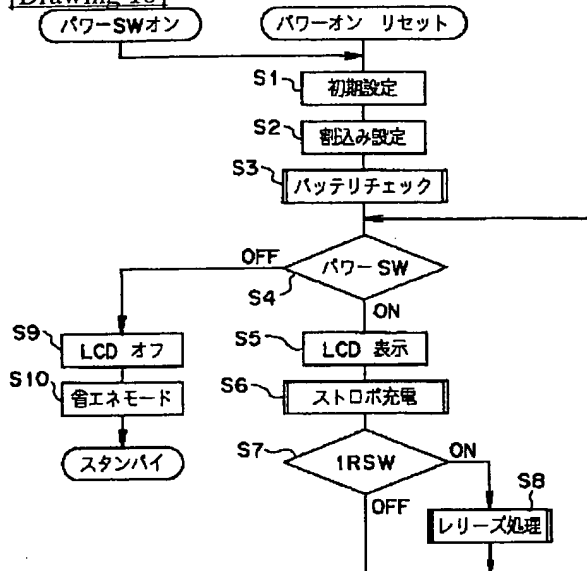 [Drawing 10]
パワーSWオン
パワーオン リセット
S1
初期設定
S2
割込み設定
S3
バッテリチェック
OFF
パワーSW
S4
ON
S9
LCD オフ
S5
LCD 表示
S10
省エネモード
S6
ストロボ充電
スタンバイ
S7
1RSW
ON
OFF
S8
レリーズ処理